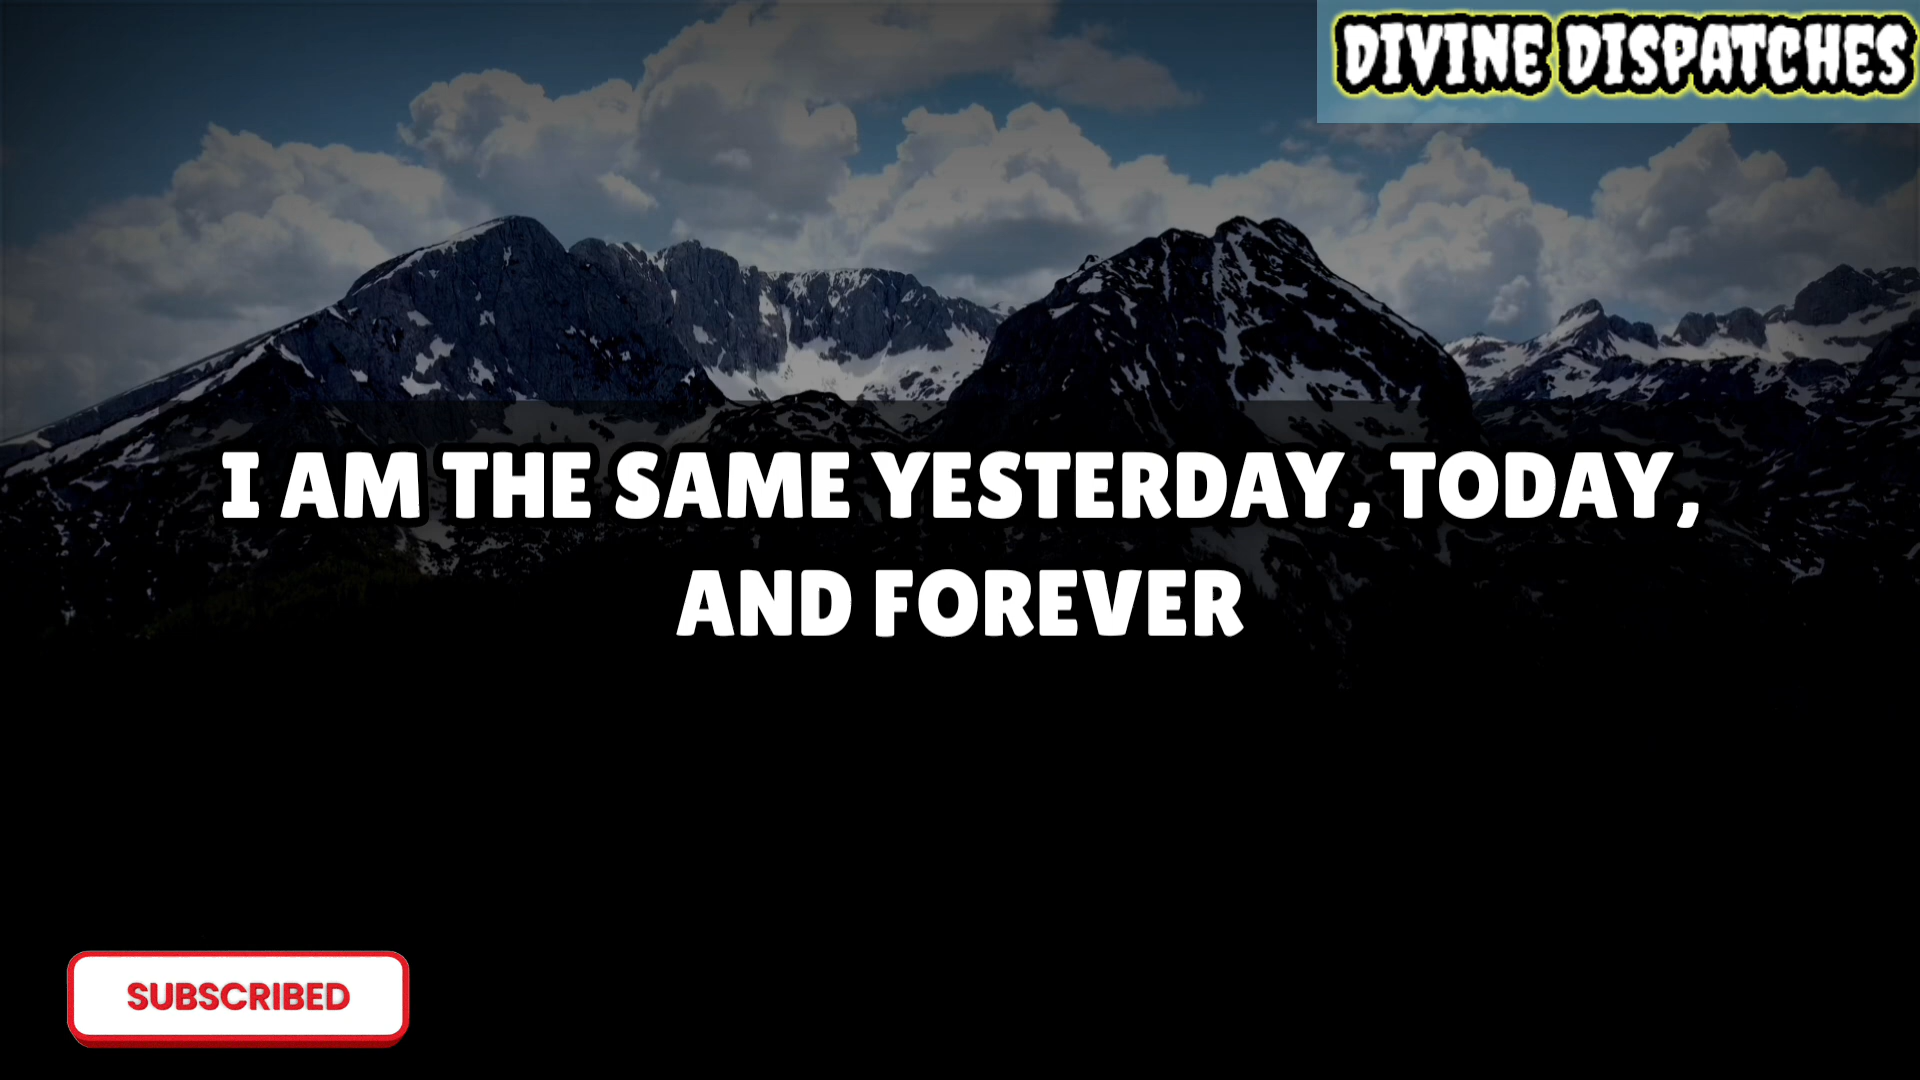 DIVINE DISPATCHES
I AM THE SAME YESTERDAY, TODAY,
AND FOREVER
SUBSCRIBED